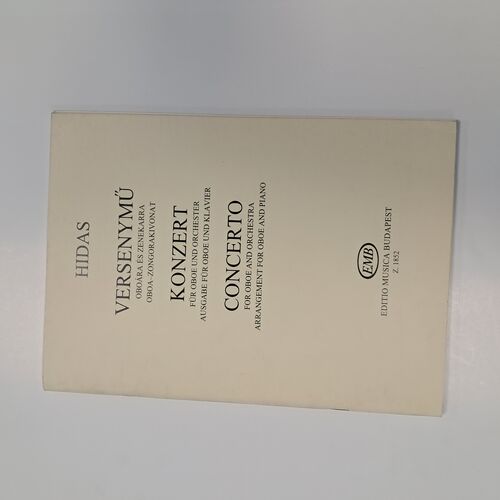 HIDAS
VERSENYMŰ
OBOÁRA ÉS ZENEKARRA
OBOA-ZONGORAKIVONAT
KONZERT
FÜR OBOE UND ORCHESTER
AUSGABE FÜR OBOE UND KLAVIER
CONCERTO
FOR OBOE AND ORCHESTRA
ARRANGEMENT FOR OBOE AND PIANO
EMB
EDITIO MUSICA BUDAPEST
Z. 1852